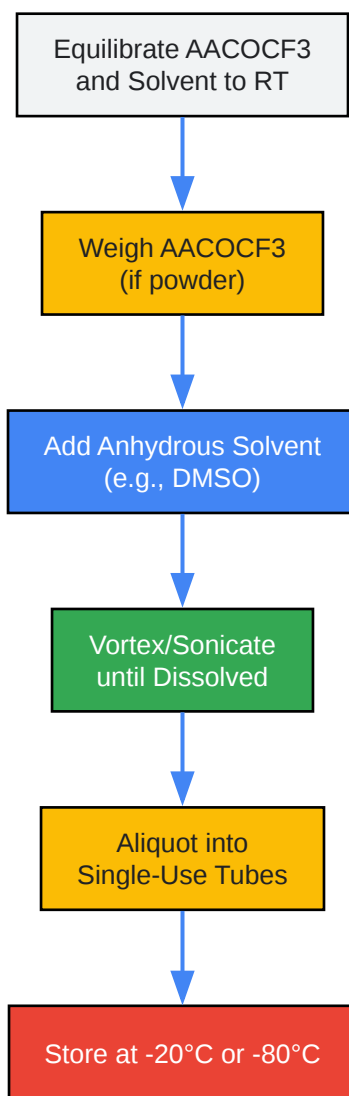 Equilibrate AACOCF3
and Solvent to RT
Weigh AACOCF3
(if powder)
Add Anhydrous Solvent
(e.g., DMSO)
Vortex/Sonicate
until Dissolved
Aliquot into
Single-Use Tubes
Store at -20°C or -80°C